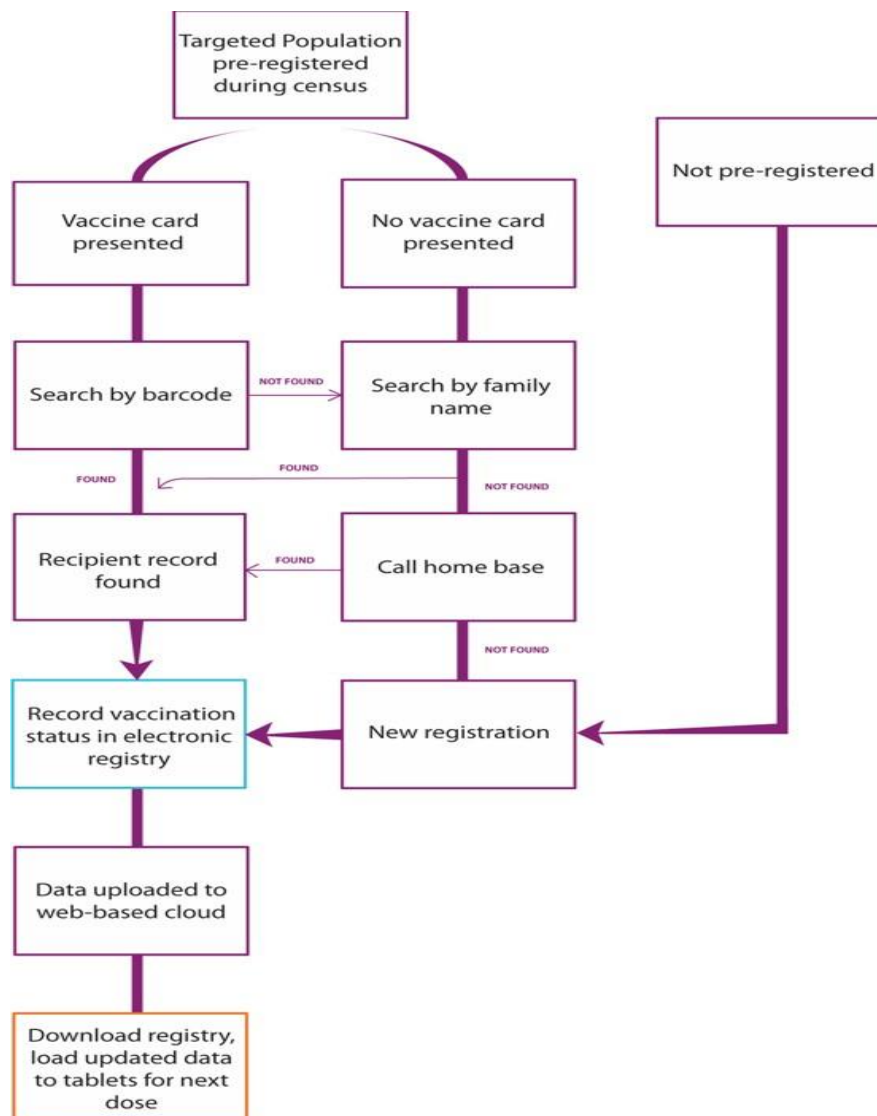 Targeted Population
pre-registered
during census
Not pre-registered
Vaccine card
presented
No vaccine card
presented
Search by barcode
NOT FOUND
Search by family
name
FOUND
FOUND
NOT FOUND
Recipient record
found
FOUND
Call home base
NOT FOUND
Record vaccination
status in electronic
registry
New registration
Data uploaded to
web-based cloud
Download registry,
load updated data
to tablets for next
dose